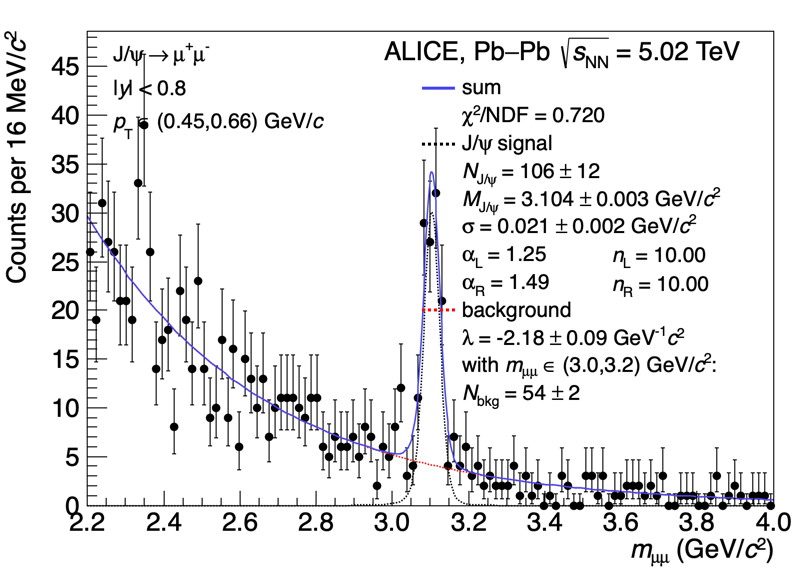 Counts per 16 MeV/c²
45
40
35
30
25
20
15
10
5
0
J/ψ → μ⁺μ⁻
|y| < 0.8
p_T ∈ (0.45,0.66) GeV/c
ALICE, Pb–Pb √s_NN = 5.02 TeV
sum
χ²/NDF = 0.720
J/ψ signal
N_J/ψ = 106 ± 12
M_J/ψ = 3.104 ± 0.003 GeV/c²
σ = 0.021 ± 0.002 GeV/c²
α_L = 1.25 n_L = 10.00
α_R = 1.49 n_R = 10.00
background
λ = -2.18 ± 0.09 GeV⁻¹c²
with m_μμ ∈ (3.0,3.2) GeV/c²:
N_bkg = 54 ± 2
2.2 2.4 2.6 2.8 3.0 3.2 3.4 3.6 3.8 4.0
m_μμ (GeV/c²)